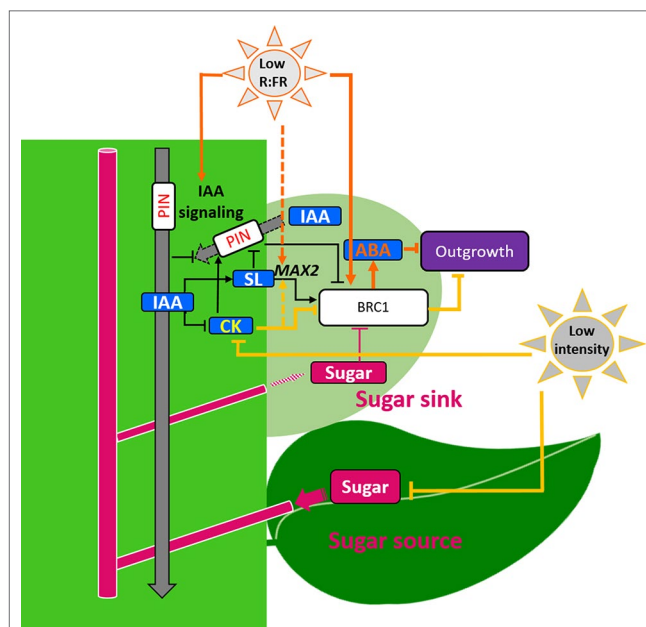 Low
R:FR
IAA
signaling
PIN
PIN
IAA
ABA
Outgrowth
MAX2
SL
IAA
BRC1
CK
Low
intensity
Sugar
Sugar sink
Sugar
Sugar source